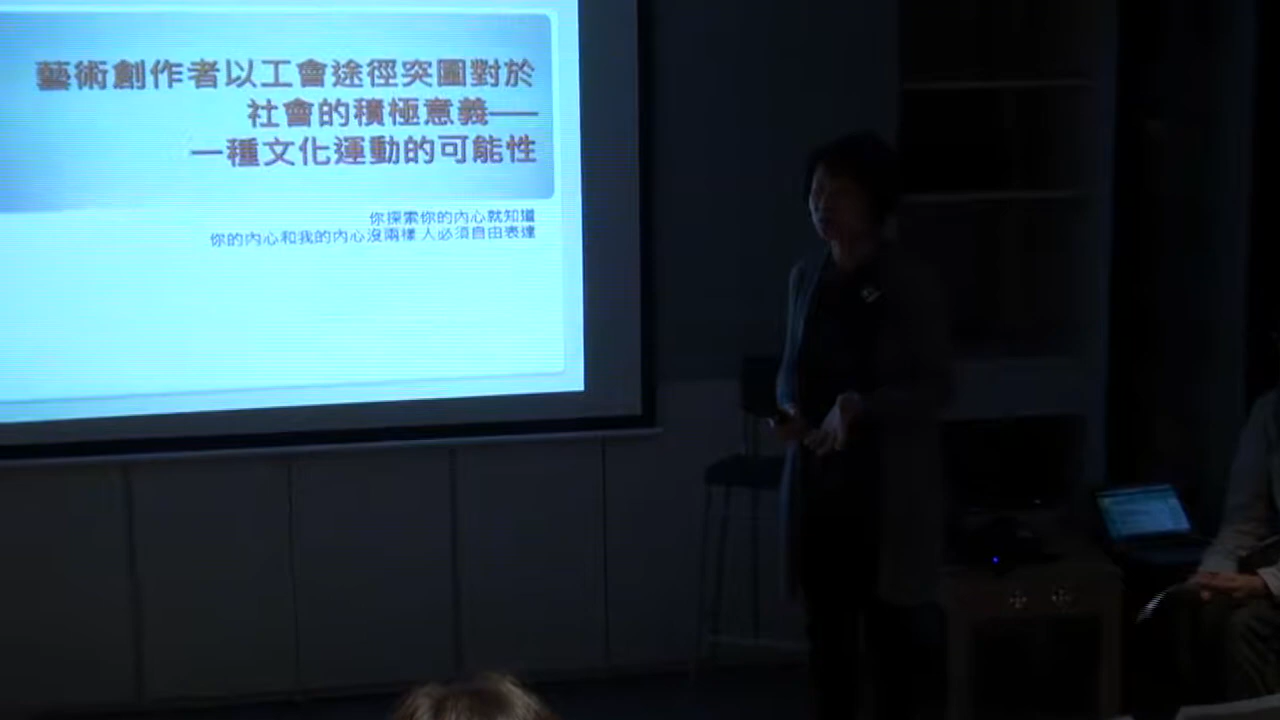 藝術創作者以工會途徑突圍對於
社會的積極意義——
一種文化運動的可能性
你探索你的內心就知道
你的內心和我的內心沒兩樣 人必須自由表達